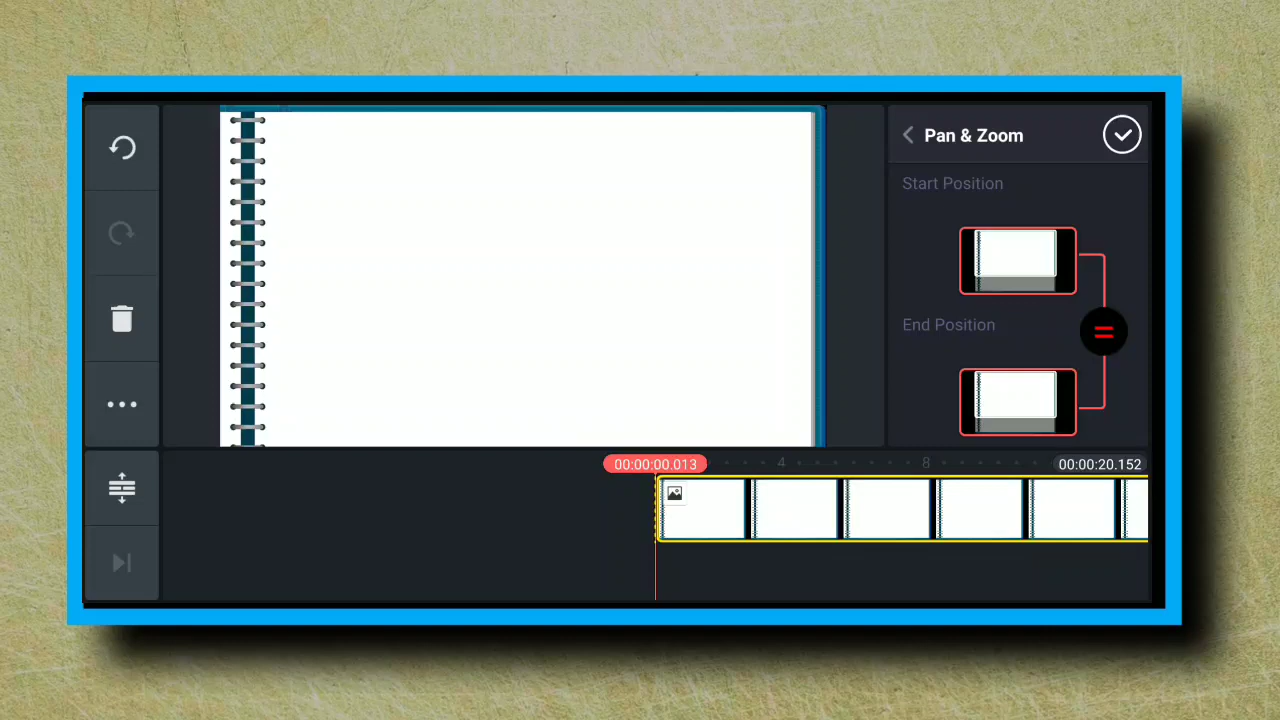 Pan & Zoom
Start Position
End Position
=
00:00:00.013
4
8
00:00:20.152